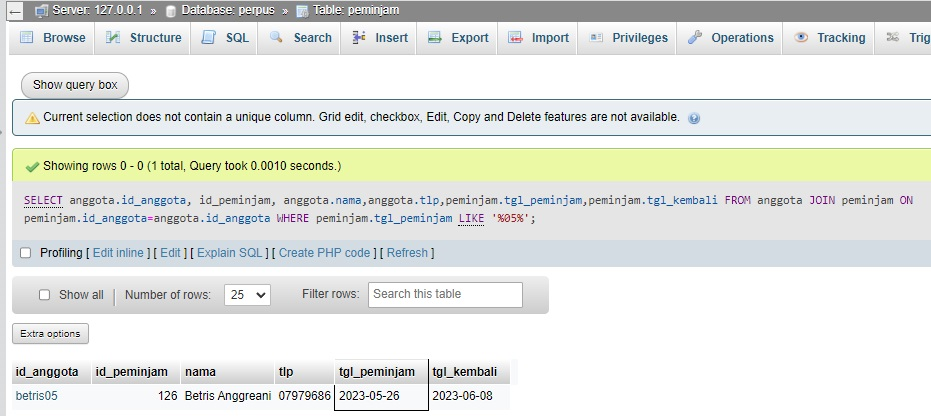 Server: 127.0.0.1 » Database: perpus » Table: peminjam
Browse Structure SQL Search Insert Export Import Privileges Operations Tracking Trig
Show query box
Current selection does not contain a unique column. Grid edit, checkbox, Edit, Copy and Delete features are not available.
Showing rows 0 - 0 (1 total, Query took 0.0010 seconds.)
SELECT anggota.id_anggota, id_peminjam, anggota.nama,anggota.tlp,peminjam.tgl_peminjam,peminjam.tgl_kembali FROM anggota JOIN peminjam ON
peminjam.id_anggota=anggota.id_anggota WHERE peminjam.tgl_peminjam LIKE '%05%';
Profiling [ Edit inline ] [ Edit ] [ Explain SQL ] [ Create PHP code ] [ Refresh ]
Show all | Number of rows: 25 Filter rows: Search this table
Extra options
id_anggota id_peminjam nama tlp tgl_peminjam tgl_kembali
betris05 126 Betris Anggreani 07979686 2023-05-26 2023-06-08